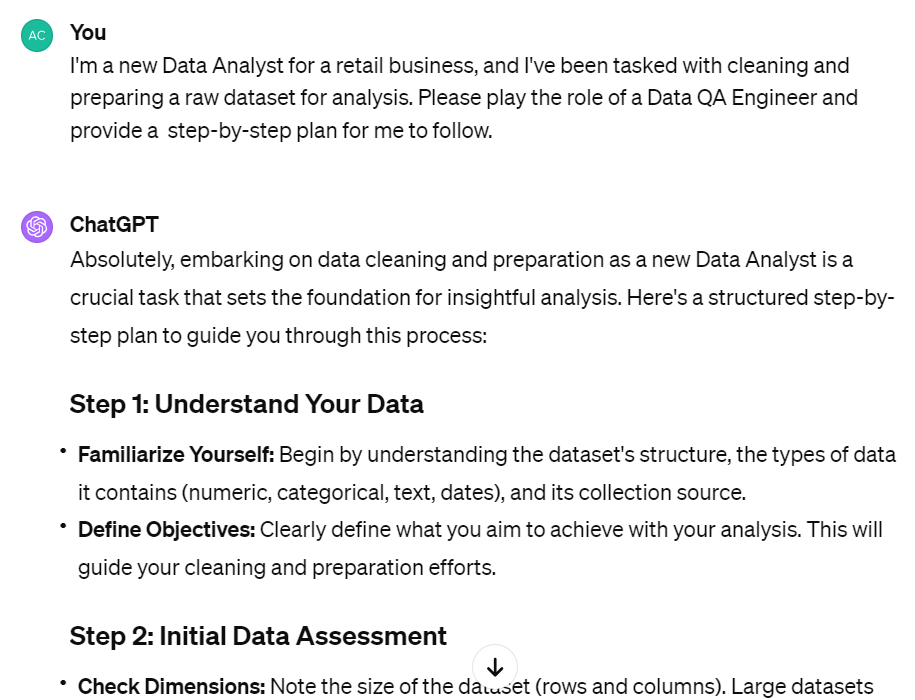 AC
You
I'm a new Data Analyst for a retail business, and I've been tasked with cleaning and
preparing a raw dataset for analysis. Please play the role of a Data QA Engineer and
provide a  step-by-step plan for me to follow.
ChatGPT
Absolutely, embarking on data cleaning and preparation as a new Data Analyst is a
crucial task that sets the foundation for insightful analysis. Here's a structured step-by-
step plan to guide you through this process:
Step 1: Understand Your Data
• Familiarize Yourself: Begin by understanding the dataset's structure, the types of data
it contains (numeric, categorical, text, dates), and its collection source.
• Define Objectives: Clearly define what you aim to achieve with your analysis. This will
guide your cleaning and preparation efforts.
Step 2: Initial Data Assessment
• Check Dimensions: Note the size of the dataset (rows and columns). Large datasets